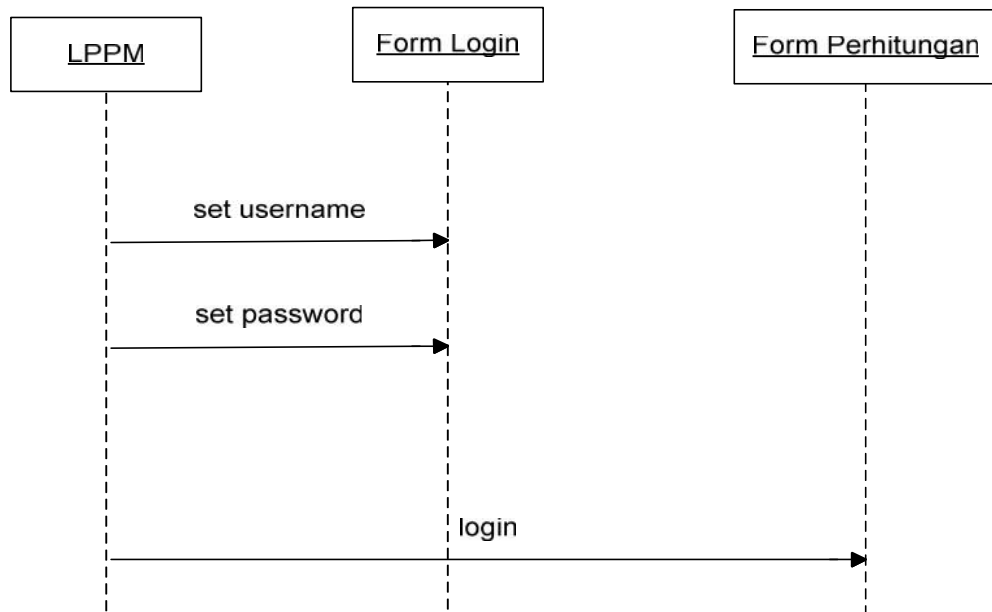 LPPM
Form Login
Form Perhitungan
set username
set password
login